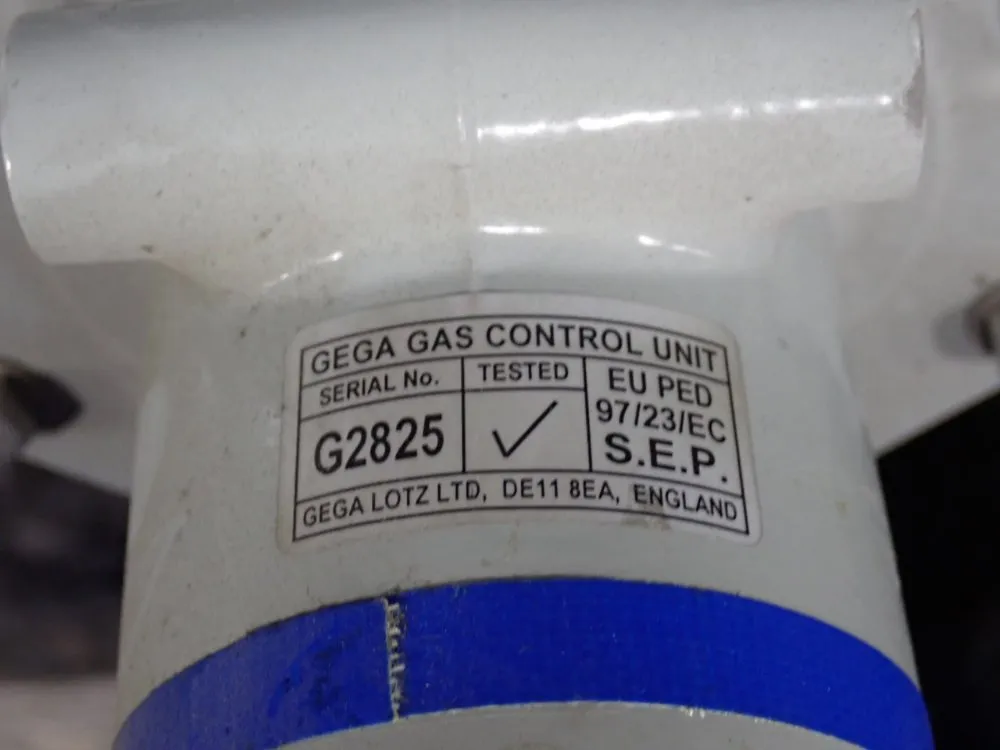 GEGA GAS CONTROL UNIT
SERIAL No.
G2825
TESTED
✓
EU PED
97/23/EC
S.E.P.
GEGA LOTZ LTD, DE11 8EA, ENGLAND